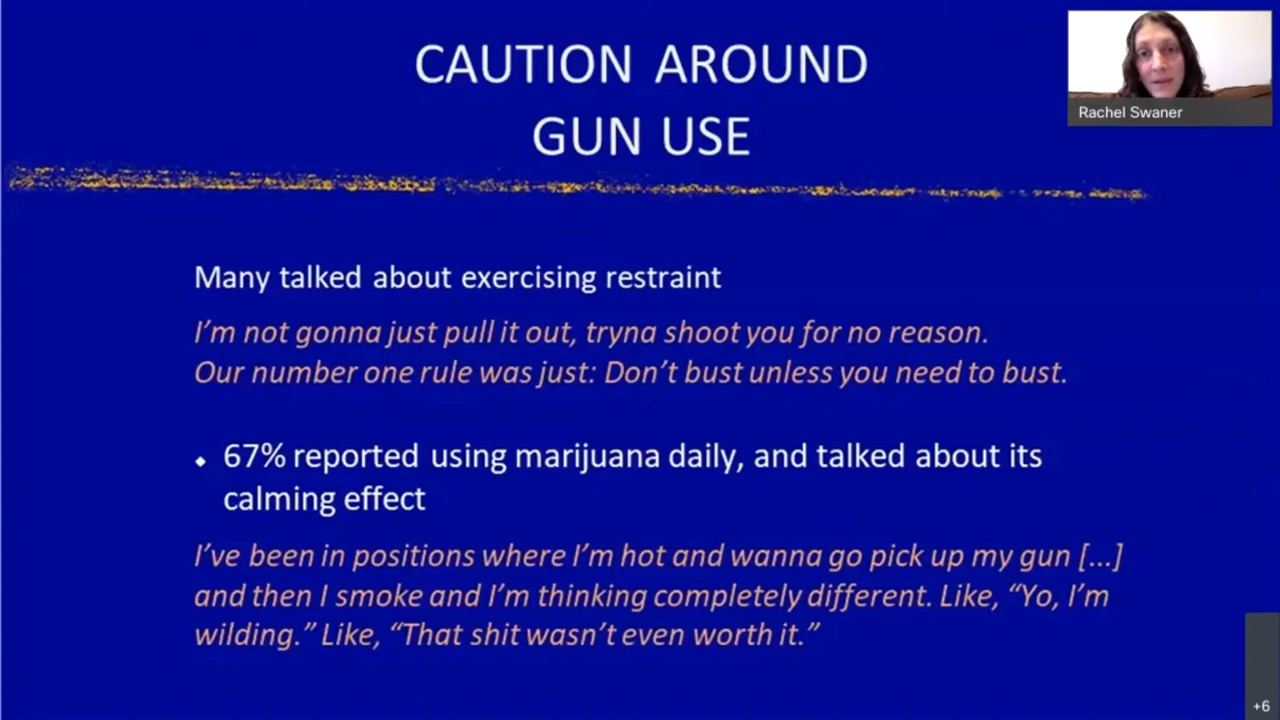 CAUTION AROUND
GUN USE
Rachel Swaner
Many talked about exercising restraint
I’m not gonna just pull it out, tryna shoot you for no reason.
Our number one rule was just: Don’t bust unless you need to bust.
67% reported using marijuana daily, and talked about its
calming effect
I’ve been in positions where I’m hot and wanna go pick up my gun [...]
and then I smoke and I’m thinking completely different. Like, “Yo, I’m
wilding.” Like, “That shit wasn’t even worth it.”
+6